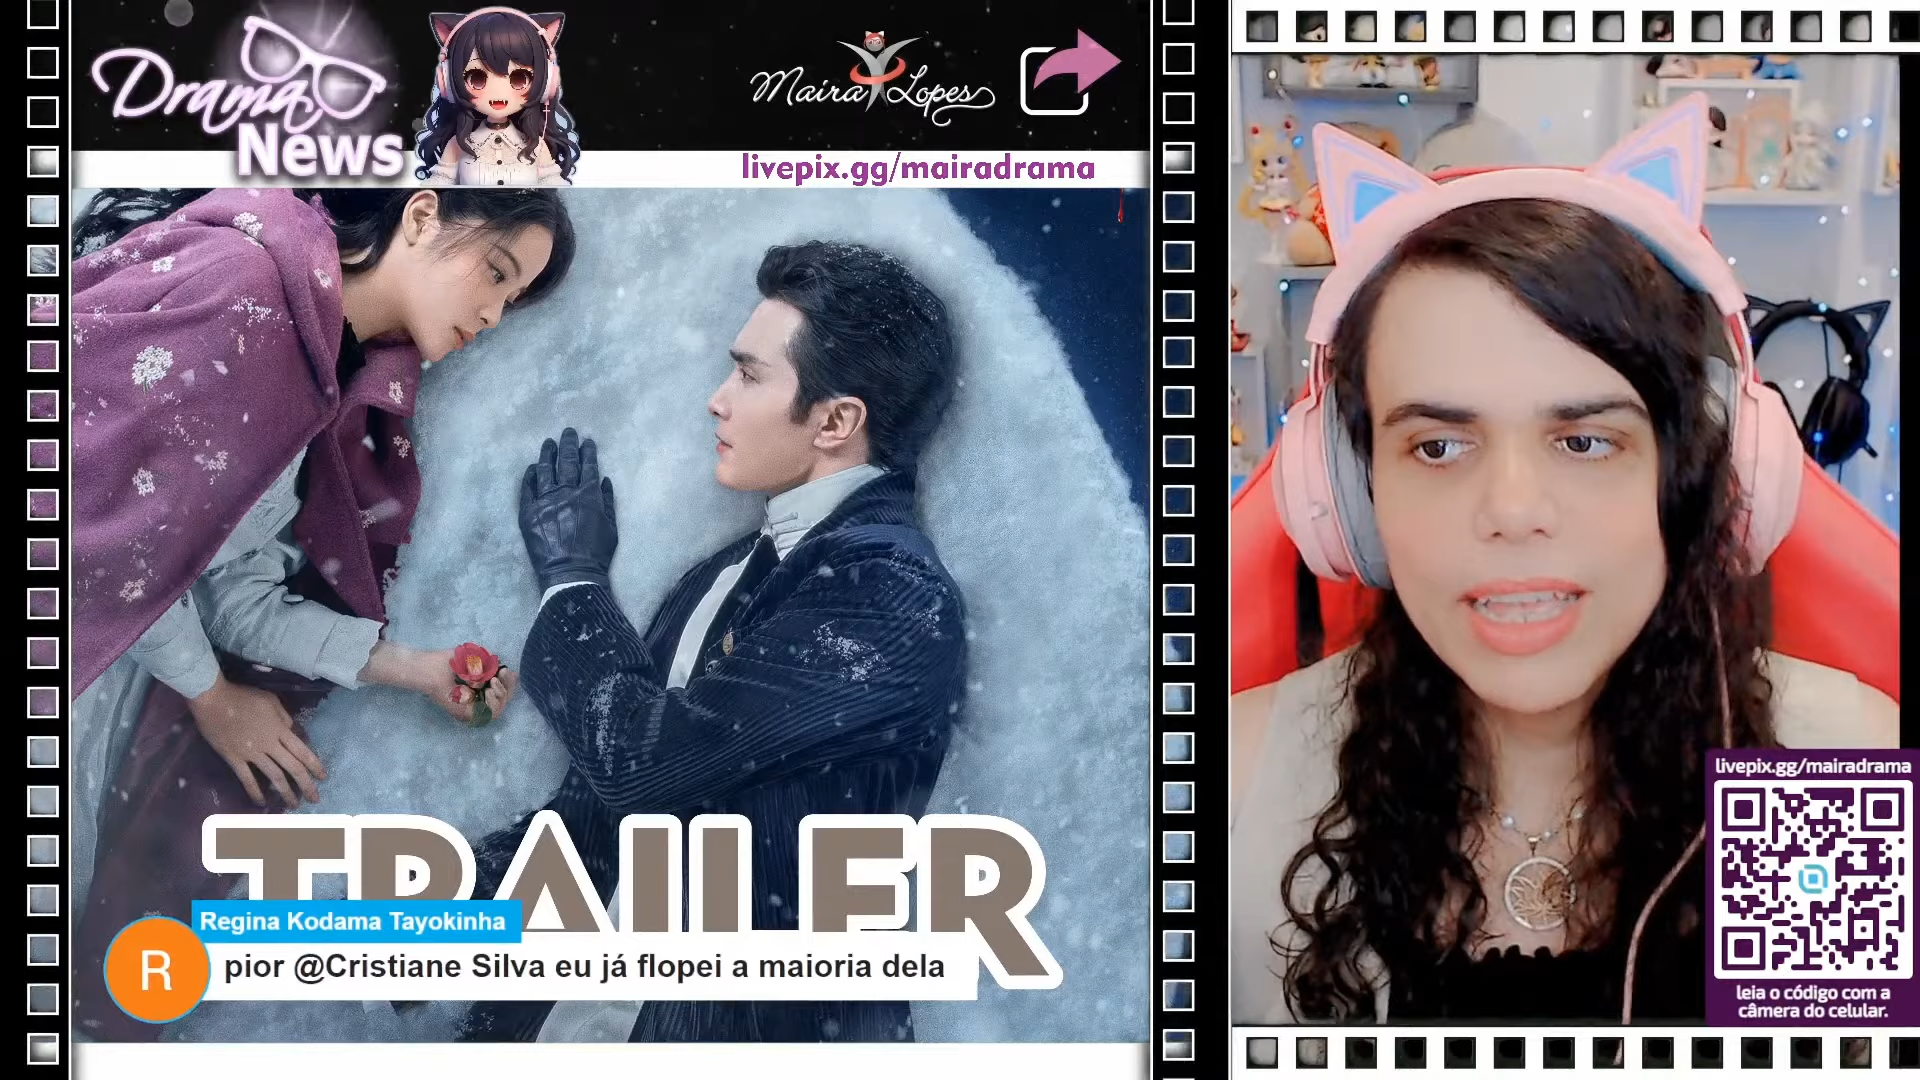 Drama
News
Maira Lopes
livepix.gg/mairadrama
TRAILER
Regina Kodama Tayokinha
R
pior @Cristiane Silva eu já flopei a maioria dela
livepix.gg/mairadrama
leia o código com a
câmera do celular.